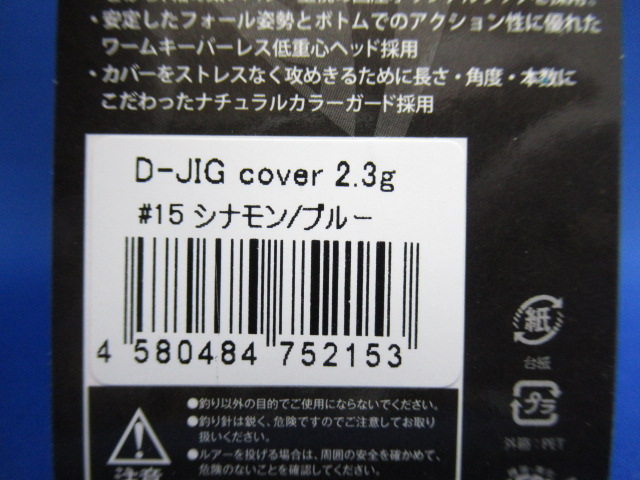 ・安定したフォール姿勢とボトムでのアクション性に優れた
ワームキーパーレス低重心ヘッド採用
・カバーをストレスなく攻めきるために長さ・角度・本数に
こだわったナチュラルカラーガード採用
D-JIG cover 2.3g
#15 シナモン/ブルー
4 580484 752153
紙
台紙
プラ
外箱：PET
●釣り以外の目的でご使用にならないでください。
●釣り針は鋭く、危険ですのでご注意してお取り
扱いください。
●ルアーを投げる場合は、周囲の安全を確かめて、
危険のないことを確認してください。
注意